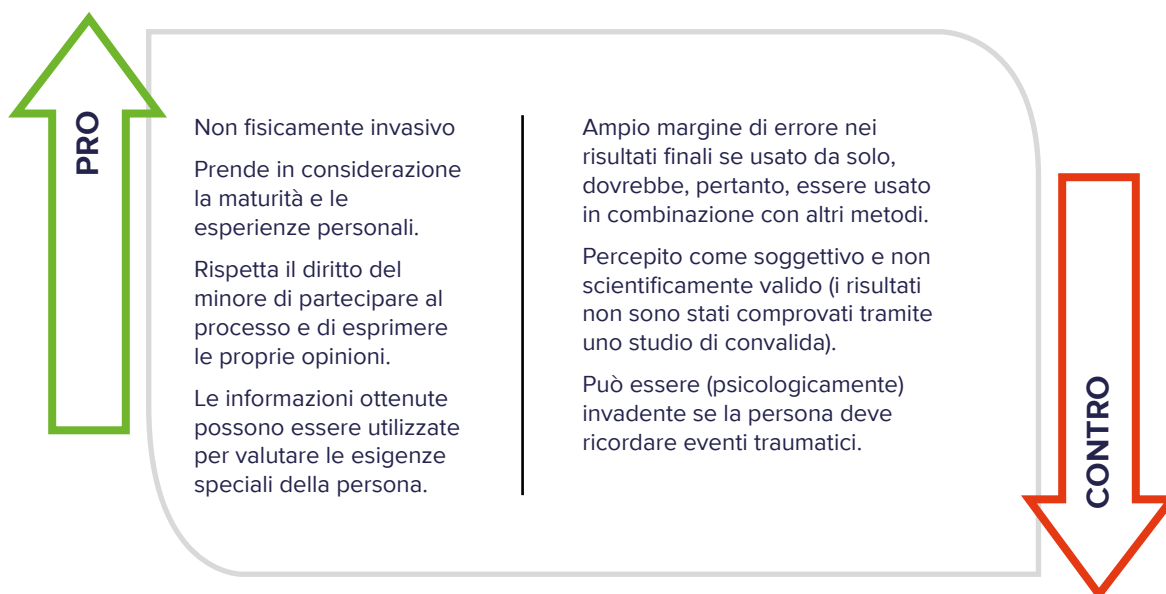 PRO
Non fisicamente invasivo
Prende in considerazione
la maturità e le
esperienze personali.
Rispetta il diritto del
minore di partecipare al
processo e di esprimere
le proprie opinioni.
Le informazioni ottenute
possono essere utilizzate
per valutare le esigenze
speciali della persona.
Ampio margine di errore nei
risultati finali se usato da solo,
dovrebbe, pertanto, essere usato
in combinazione con altri metodi.
Percepito come soggettivo e non
scientificamente valido (i risultati
non sono stati comprovati tramite
uno studio di convalida).
Può essere (psicologicamente)
invadente se la persona deve
ricordare eventi traumatici.
CONTRO